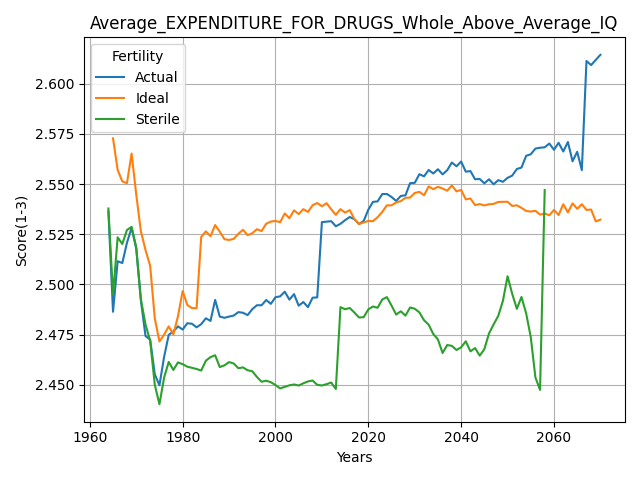 Average_EXPENDITURE_FOR_DRUGS_Whole_Above_Average_IQ
Fertility
Actual
Ideal
Sterile
Score(1-3)
2.600
2.575
2.550
2.525
2.500
2.475
2.450
1960 1980 2000 2020 2040 2060
Years